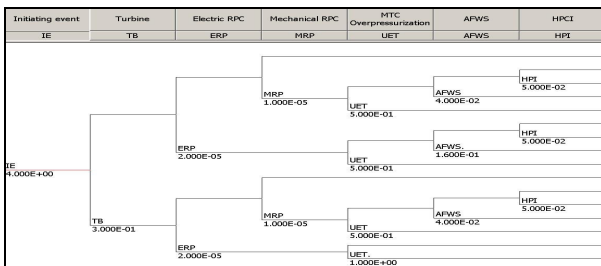 Initiating event Turbine Electric RPC Mechanical RPC MTC Overpressurization AFWS HPCI
IE TB ERP MRP UET AFWS HPI
HPI
5.000E-02
MRP
1.000E-05
AFWS
4.000E-02
UET
5.000E-01
HPI
5.000E-02
ERP
2.000E-05
AFWS.
1.600E-01
UET
5.000E-01
IE
4.000E+00
HPI
5.000E-02
MRP
1.000E-05
AFWS
4.000E-02
TB
3.000E-01
UET
5.000E-01
ERP
2.000E-05
UET.
1.000E+00